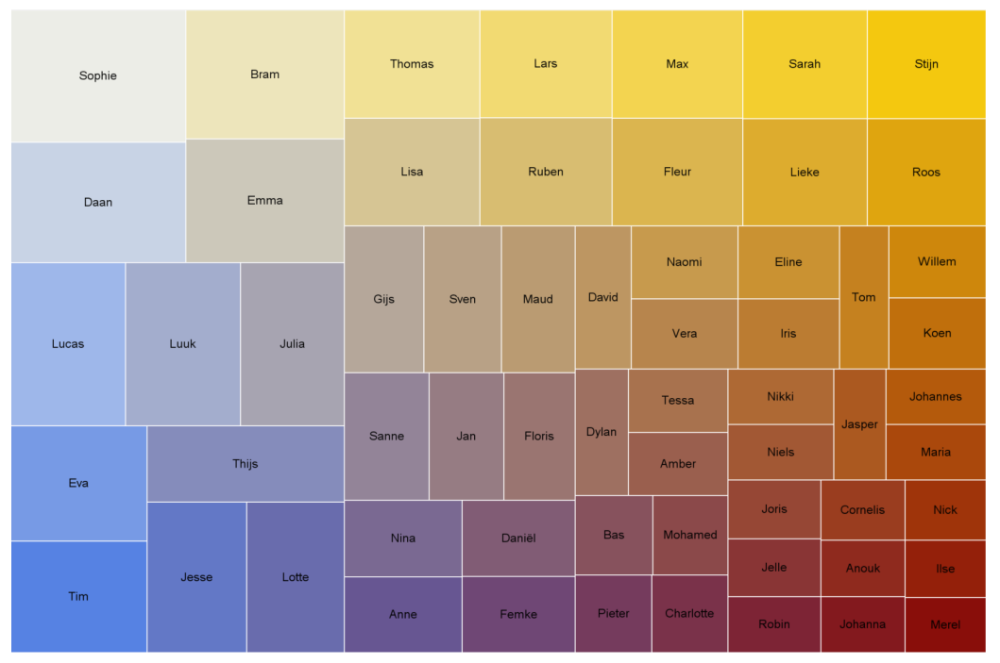 Sophie
Bram
Thomas
Lars
Max
Sarah
Stijn
Lisa
Ruben
Fleur
Lieke
Roos
Daan
Emma
Gijs
Sven
Maud
David
Naomi
Eline
Tom
Willem
Vera
Iris
Koen
Lucas
Luuk
Julia
Sanne
Jan
Floris
Dylan
Tessa
Nikki
Jasper
Johannes
Amber
Niels
Maria
Eva
Thijs
Jesse
Lotte
Tim
Nina
Daniël
Bas
Mohamed
Joris
Cornelis
Nick
Jelle
Anouk
Ilse
Anne
Femke
Pieter
Charlotte
Robin
Johanna
Merel